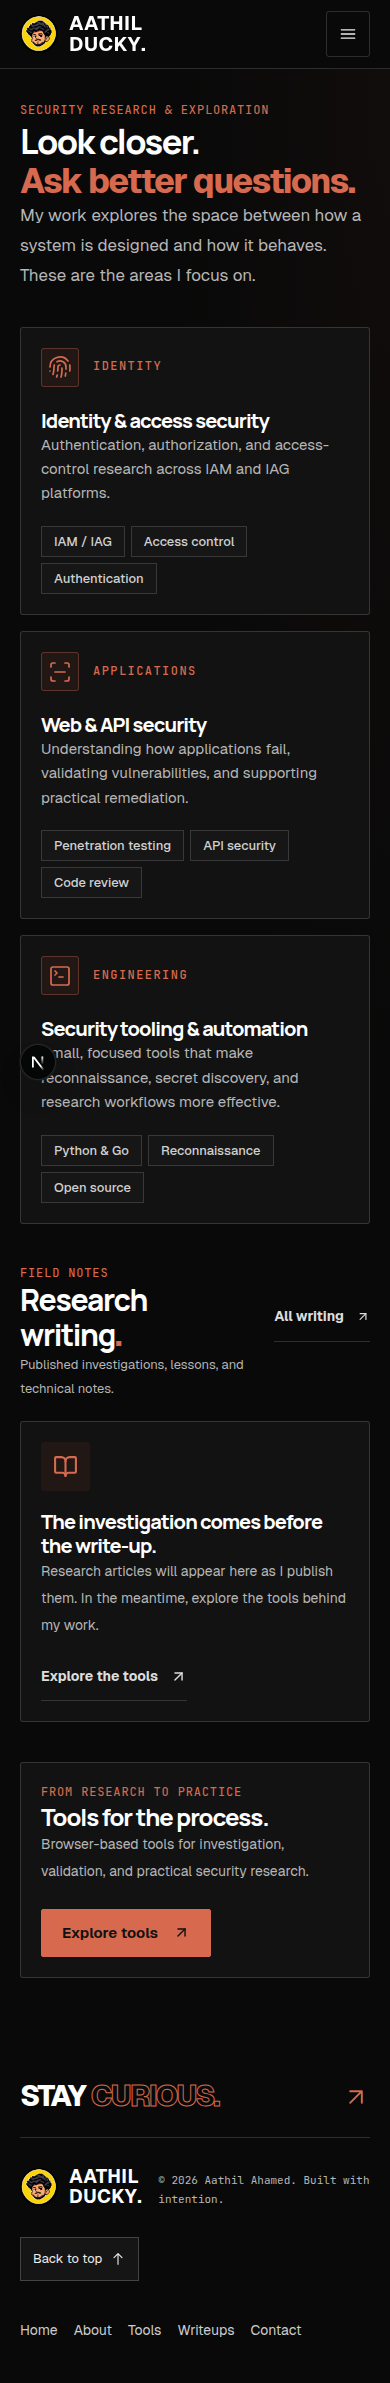 AATHIL
DUCKY.
SECURITY RESEARCH & EXPLORATION
Look closer.
Ask better questions.
My work explores the space between how a
system is designed and how it behaves.
These are the areas I focus on.
IDENTITY
Identity & access security
Authentication, authorization, and access-
control research across IAM and IAG
platforms.
IAM / IAG
Access control
Authentication
APPLICATIONS
Web & API security
Understanding how applications fail,
validating vulnerabilities, and supporting
practical remediation.
Penetration testing
API security
Code review
ENGINEERING
Security tooling & automation
mall, focused tools that make
N
econnaissance, secret discovery, and
research workflows more effective.
Python & Go
Reconnaissance
Open source
FIELD NOTES
Research
writing.
All writing
Published investigations, lessons, and
technical notes.
The investigation comes before
the write-up.
Research articles will appear here as I publish
them. In the meantime, explore the tools behind
my work.
Explore the tools
FROM RESEARCH TO PRACTICE
Tools for the process.
Browser-based tools for investigation,
validation, and practical security research.
Explore tools
STAY CURIOUS.
AATHIL
DUCKY.
© 2026 Aathil Ahamed. Built with
intention.
Back to top
Home About Tools Writeups Contact